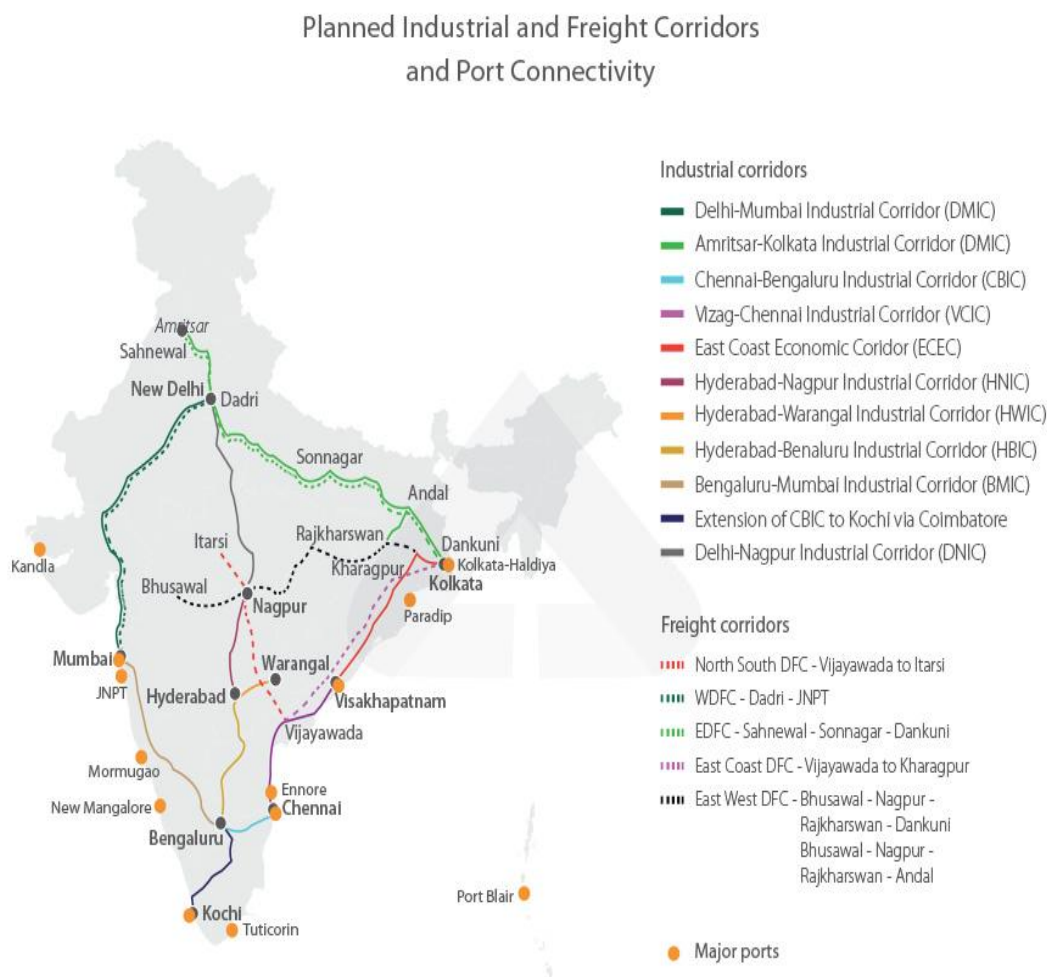 Planned Industrial and Freight Corridors
and Port Connectivity
Industrial corridors
Delhi-Mumbai Industrial Corridor (DMIC)
Amritsar-Kolkata Industrial Corridor (DMIC)
Chennai-Bengaluru Industrial Corridor (CBIC)
Vizag-Chennai Industrial Corridor (VCIC)
East Coast Economic Coridor (ECEC)
Hyderabad-Nagpur Industrial Corridor (HNIC)
Hyderabad-Warangal Industrial Corridor (HWIC)
Hyderabad-Benaluru Industrial Corridor (HBIC)
Bengaluru-Mumbai Industrial Corridor (BMIC)
Extension of CBIC to Kochi via Coimbatore
Delhi-Nagpur Industrial Corridor (DNIC)
Freight corridors
North South DFC - Vijayawada to Itarsi
WDFC - Dadri - JNPT
EDFC - Sahnewal - Sonnagar - Dankuni
East Coast DFC - Vijayawada to Kharagpur
East West DFC - Bhusawal - Nagpur -
Rajkharswan - Dankuni
Bhusawal - Nagpur -
Rajkharswan - Andal
Major ports
Amritsar
Sahnewal
New Delhi
Dadri
Sonnagar
Andal
Itarsi
Rajkharswan
Dankuni
Kandla
Kharagpur
Kolkata-Haldiya
Bhusawal
Kolkata
Nagpur
Paradip
Mumbai
Warangal
JNPT
Hyderabad
Visakhapatnam
Vijayawada
Mormugao
Ennore
New Mangalore
Chennai
Bengaluru
Port Blair
Kochi
Tuticorin